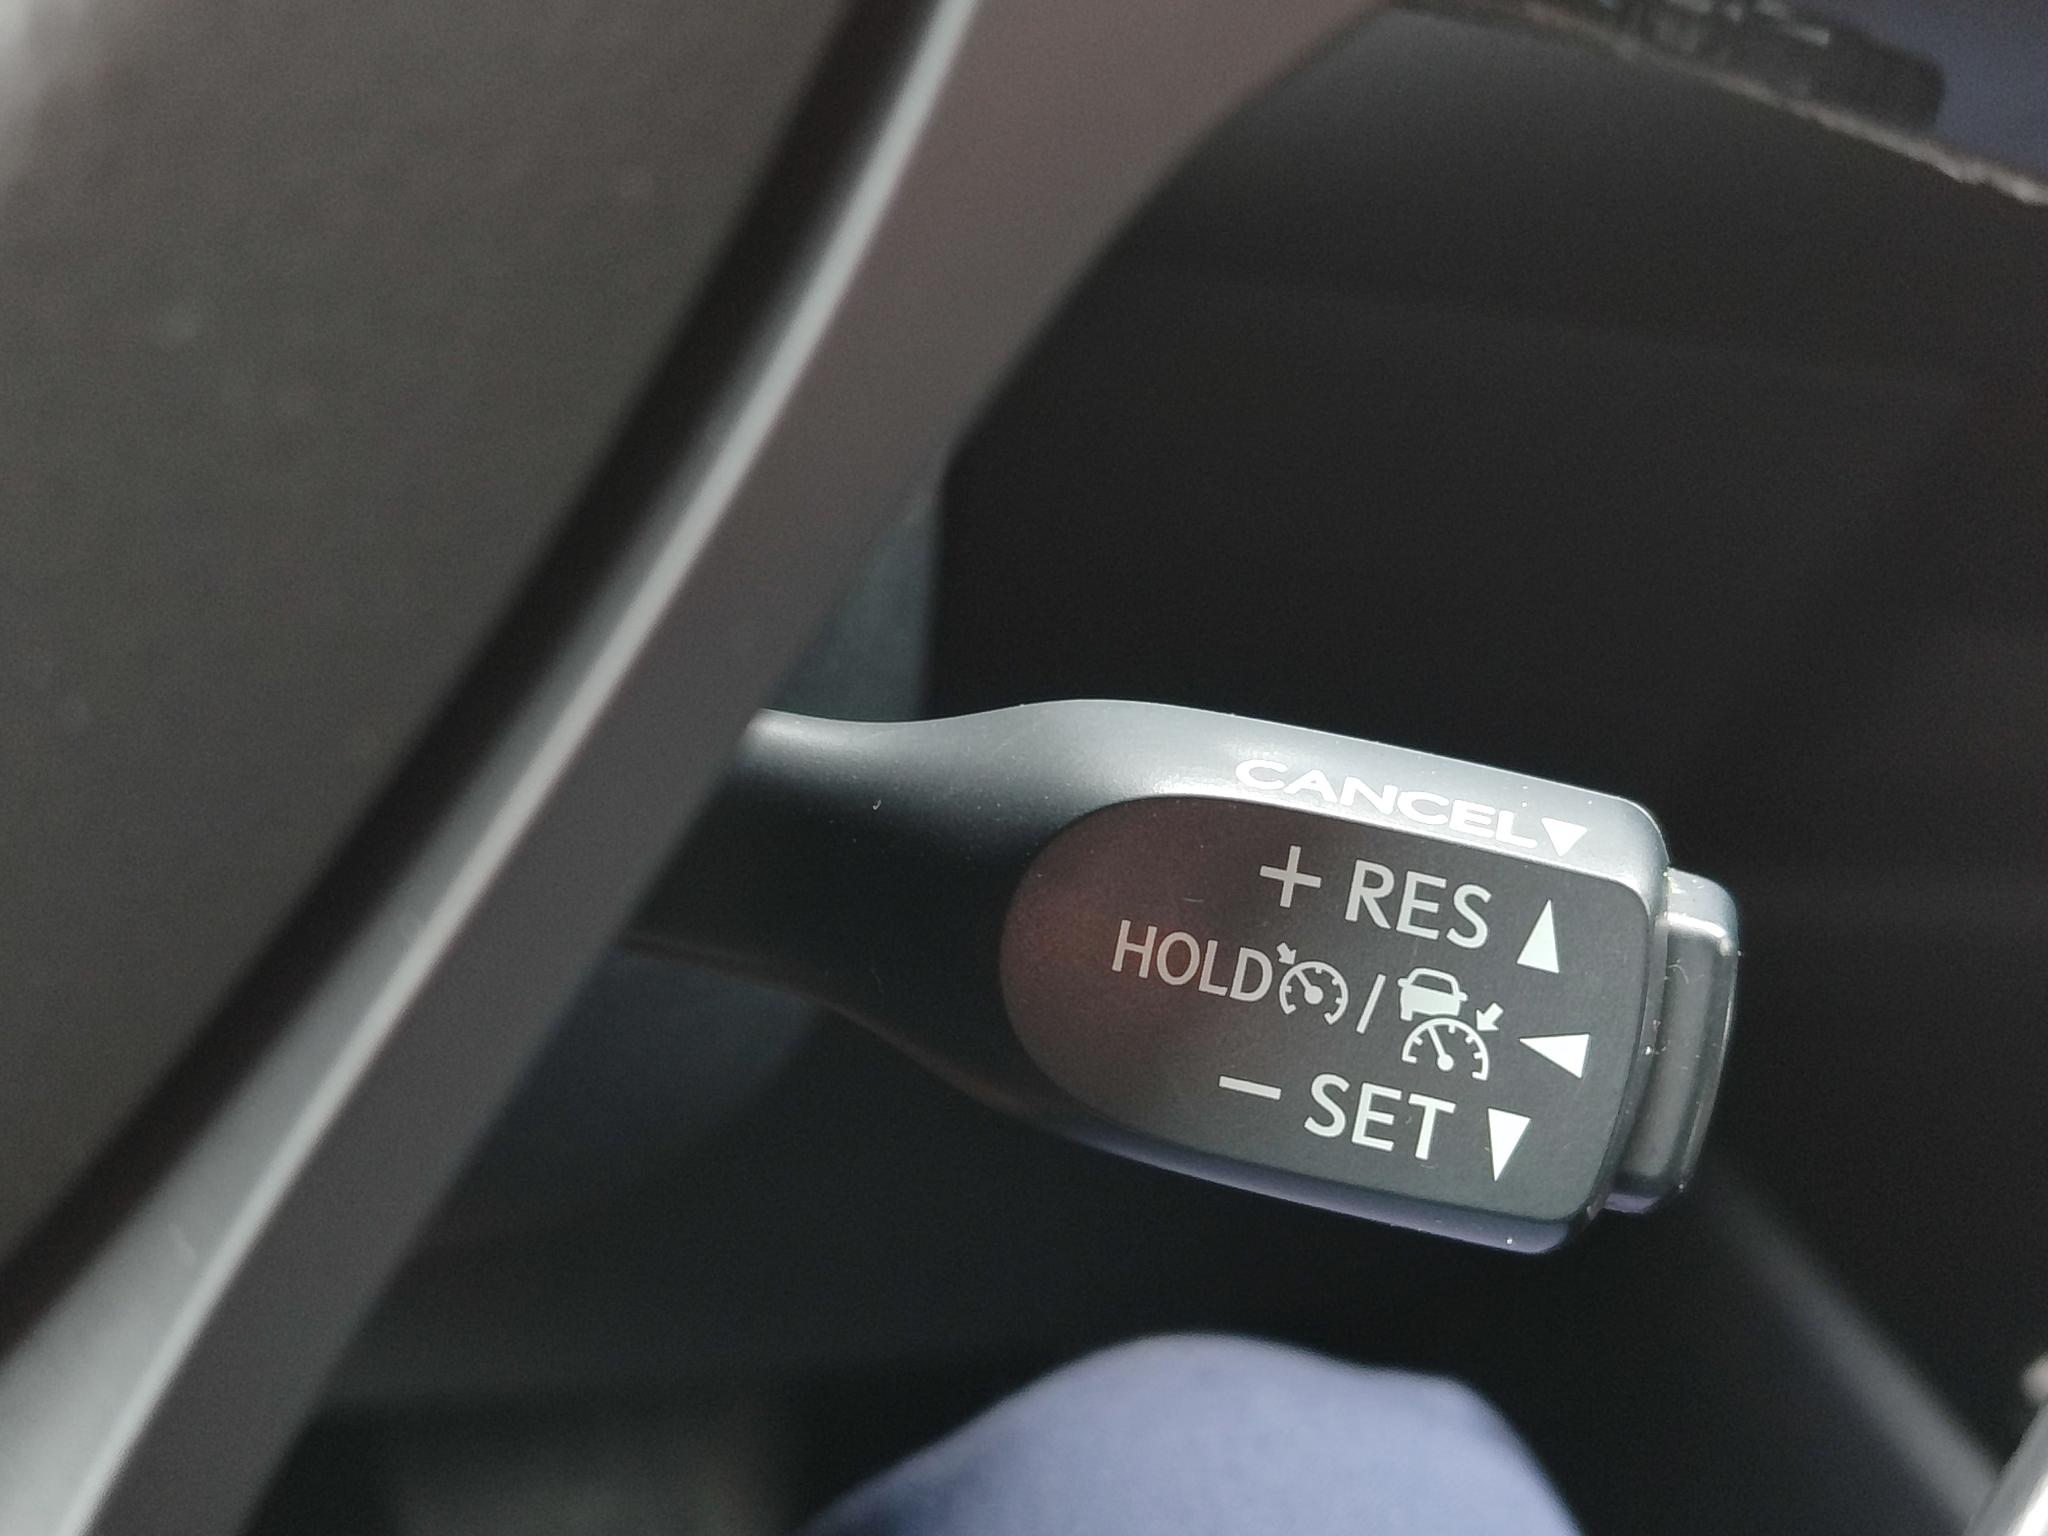 CANCEL
+ RES
HOLD /
− SET